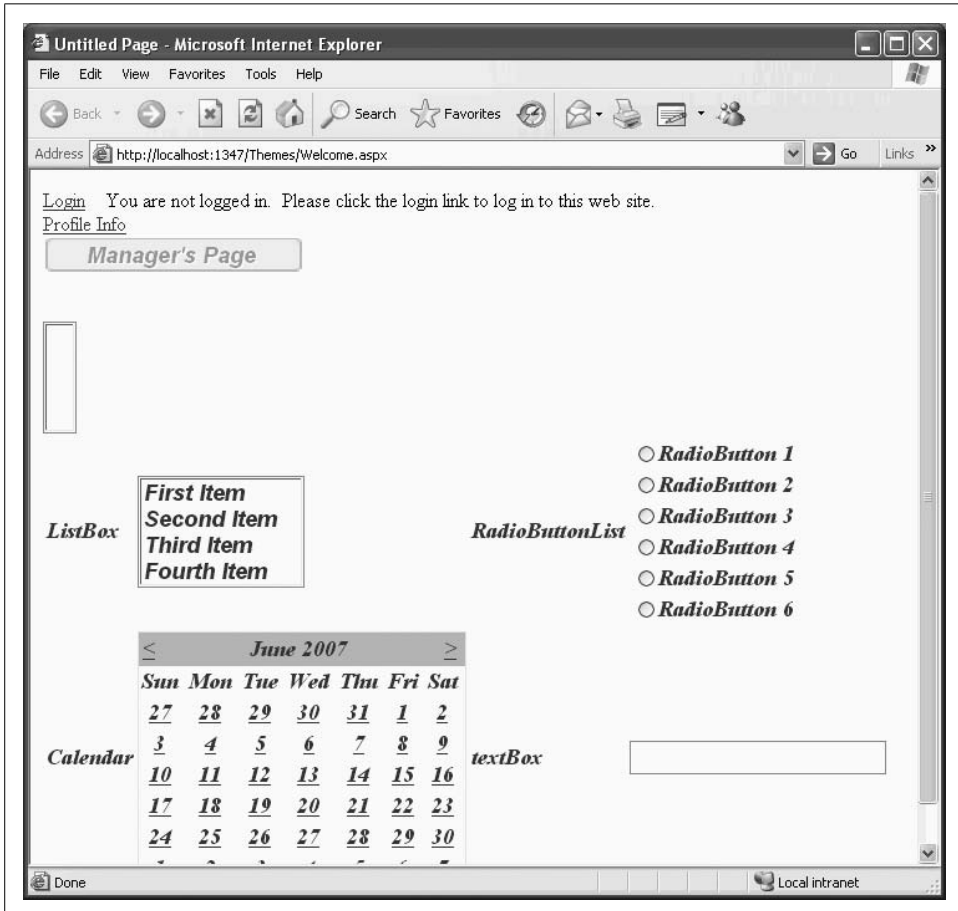 Untitled Page - Microsoft Internet Explorer
File Edit View Favorites Tools Help
Back Search Favorites
Address http://localhost:1347/Themes/Welcome.aspx Go Links »
Login You are not logged in. Please click the login link to log in to this web site.
Profile Info
Manager's Page
ListBox
First Item
Second Item
Third Item
Fourth Item
RadioButtonList
RadioButton 1
RadioButton 2
RadioButton 3
RadioButton 4
RadioButton 5
RadioButton 6
Calendar
< June 2007 >
Sun Mon Tue Wed Thu Fri Sat
27 28 29 30 31 1 2
3 4 5 6 7 8 9
10 11 12 13 14 15 16
17 18 19 20 21 22 23
24 25 26 27 28 29 30
textBox
Done Local intranet